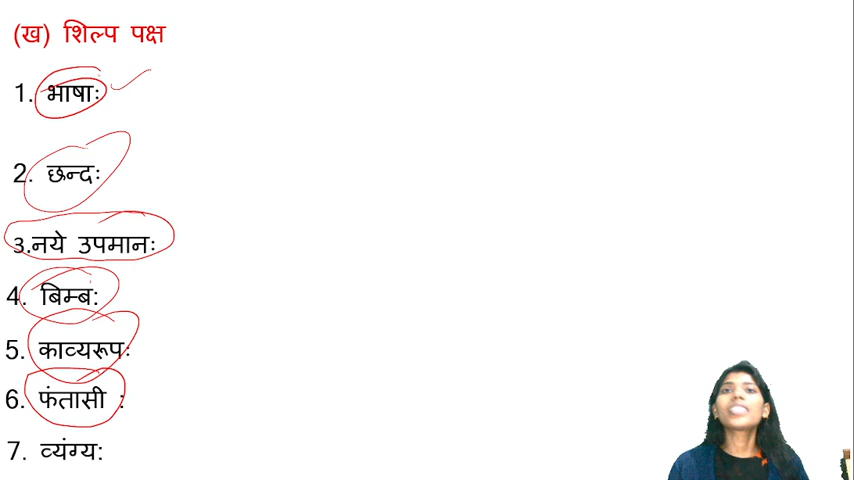 (ख) शिल्प पक्ष
1. भाषाः
2. छन्दः
3.नये उपमानः
4. बिम्बः
5. काव्यरूपः
6. फंतासी :
7. व्यंग्य: